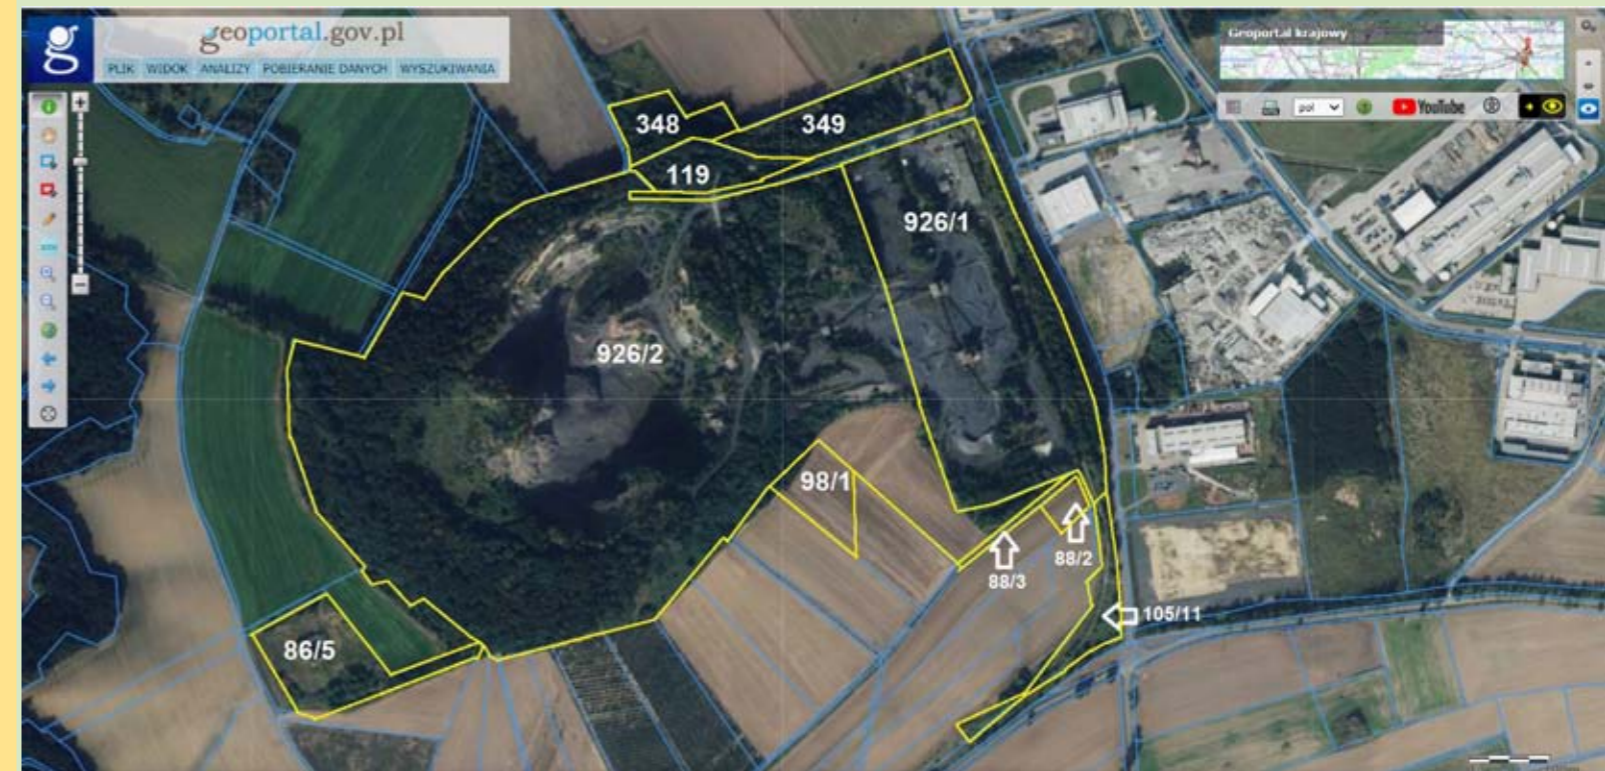 geoportal.gov.pl
PLIK WIDOK ANALIZY POBIERANIE DANYCH WYSZUKIWANIA
Geoportal krajowy
pol YouTube
348
349
119
926/1
926/2
98/1
88/2
88/3
105/11
86/5